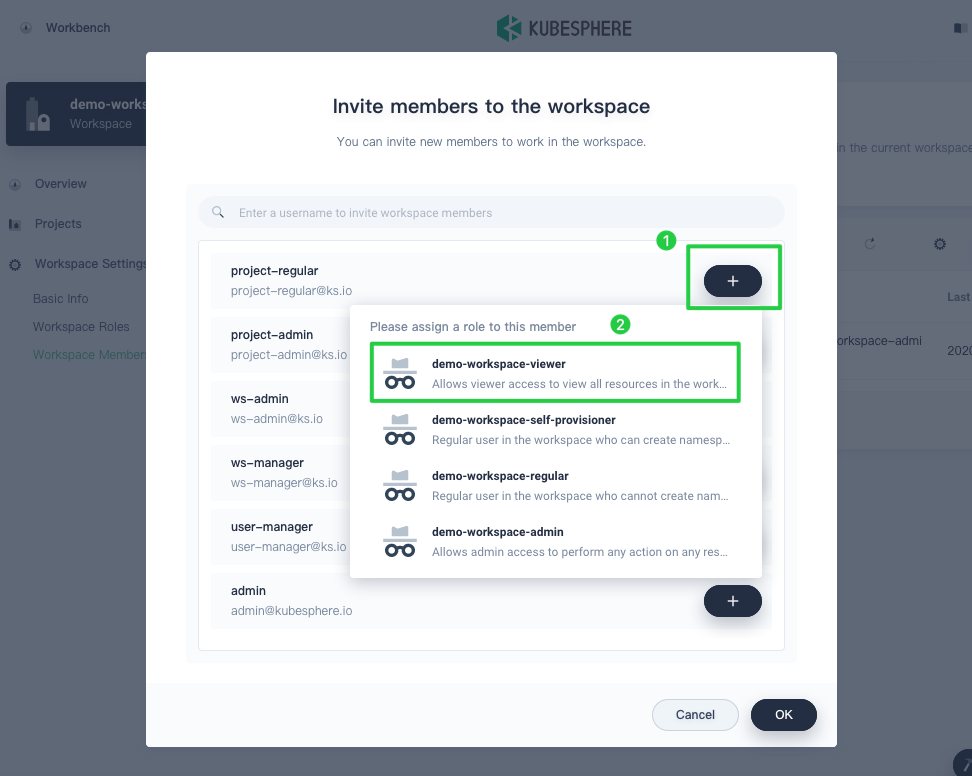 Workbench
KUBESPHERE
demo-works
Workspace
Overview
Projects
Workspace Settings
Basic Info
Workspace Roles
Workspace Member
Invite members to the workspace
You can invite new members to work in the workspace.
Enter a username to invite workspace members
1
project-regular
project-regular@ks.io
+
Please assign a role to this member
2
demo-workspace-viewer
Allows viewer access to view all resources in the work...
demo-workspace-self-provisioner
Regular user in the workspace who can create namesp...
demo-workspace-regular
Regular user in the workspace who cannot create nam...
demo-workspace-admin
Allows admin access to perform any action on any res...
project-admin
project-admin@ks.io
ws-admin
ws-admin@ks.io
ws-manager
ws-manager@ks.io
user-manager
user-manager@ks.io
admin
admin@kubesphere.io
+
Cancel
OK
in the current workspace
Last
orkspace-admi
2020